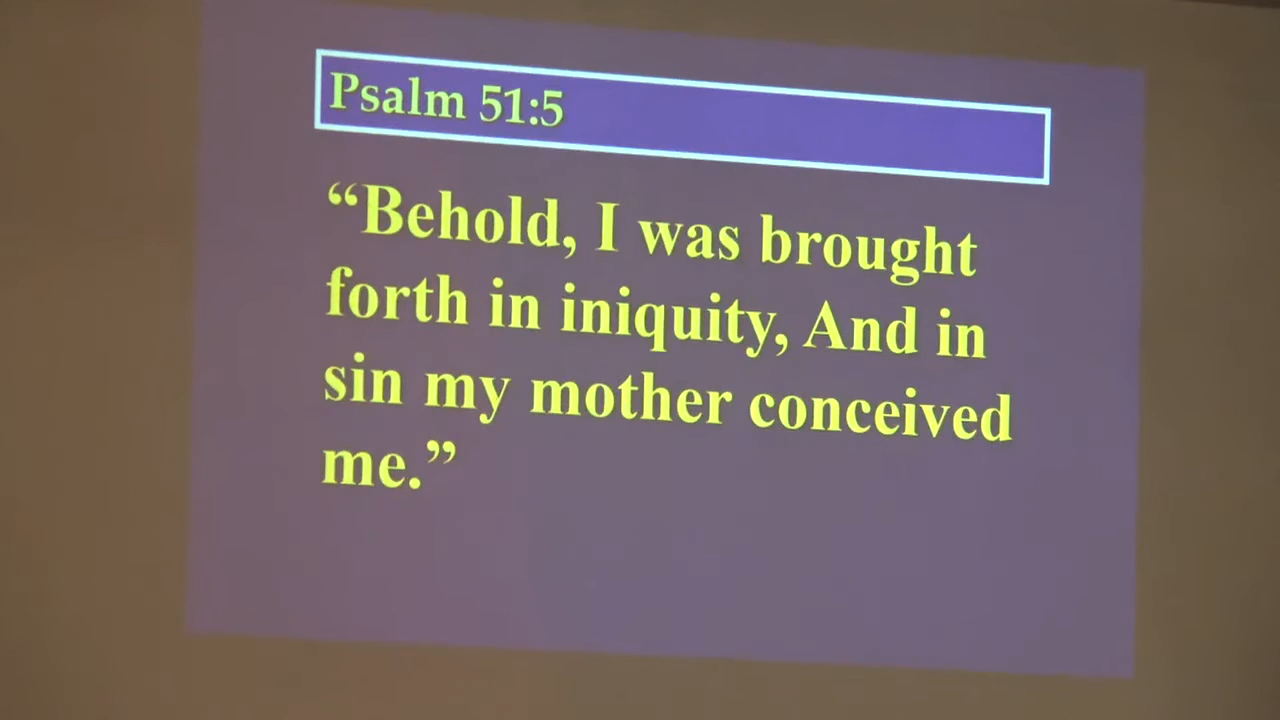 Psalm 51:5
“Behold, I was brought
forth in iniquity, And in
sin my mother conceived
me.”